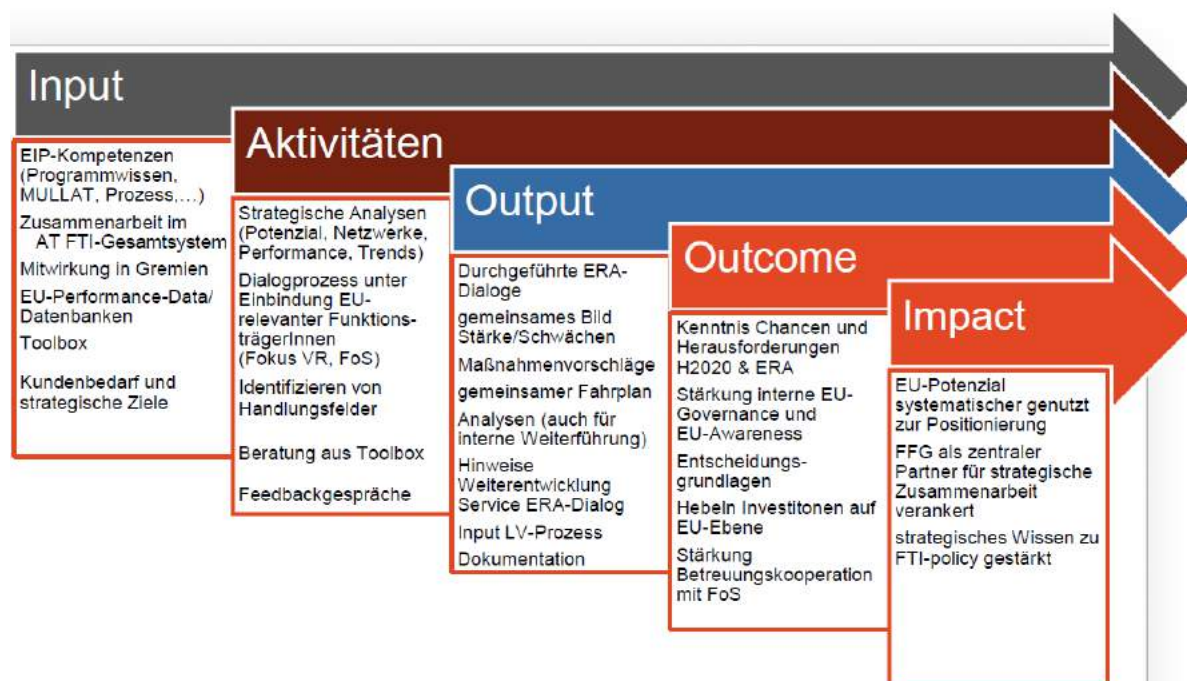 Input
EIP-Kompetenzen
(Programmwissen,
MULLAT, Prozess,…)
Zusammenarbeit im
AT FTI-Gesamtsystem
Mitwirkung in Gremien
EU-Performance-Data/
Datenbanken
Toolbox
Kundenbedarf und
strategische Ziele
Aktivitäten
Strategische Analysen
(Potenzial, Netzwerke,
Performance, Trends)
Dialogprozess unter
Einbindung EU-
relevanter Funktions-
trägerInnen
(Fokus VR, FoS)
Identifizieren von
Handlungsfelder
Beratung aus Toolbox
Feedbackgespräche
Output
Durchgeführte ERA-
Dialoge
gemeinsames Bild
Stärke/Schwächen
Maßnahmenvorschläge
gemeinsamer Fahrplan
Analysen (auch für
interne Weiterführung)
Hinweise
Weiterentwicklung
Service ERA-Dialog
Input LV-Prozess
Dokumentation
Outcome
Kenntnis Chancen und
Herausforderungen
H2020 & ERA
Stärkung interne EU-
Governance und
EU-Awareness
Entscheidungs-
grundlagen
Hebeln Investitonen auf
EU-Ebene
Stärkung
Betreuungskooperation
mit FoS
Impact
EU-Potenzial
systematischer genutzt
zur Positionierung
FFG als zentraler
Partner für strategische
Zusammenarbeit
verankert
strategisches Wissen zu
FTI-policy gestärkt